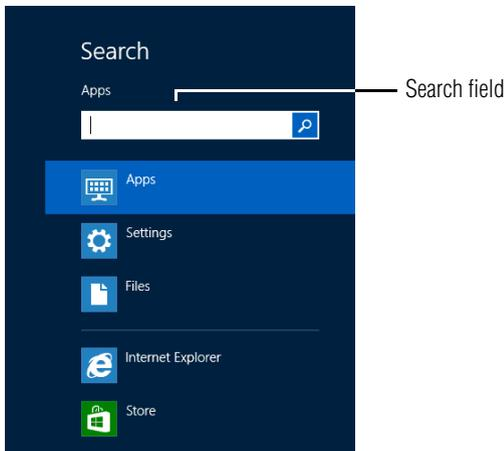 Search
Apps
Search field
Apps
Settings
Files
Internet Explorer
Store